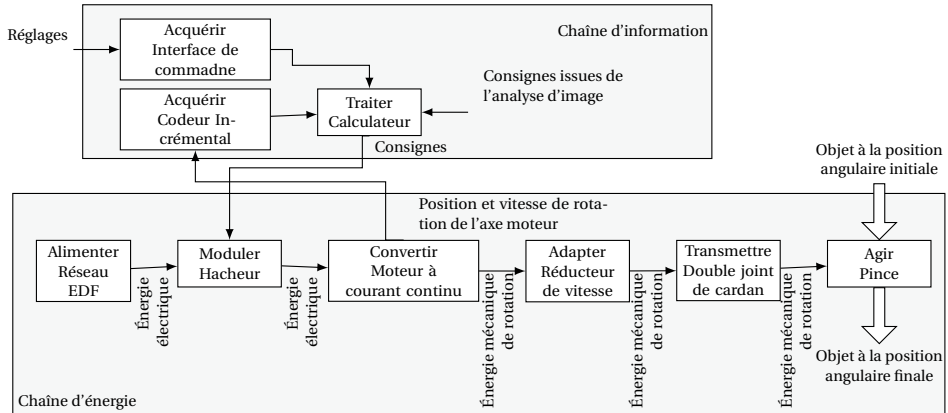 Chaîne d'information
Réglages
Acquérir
Interface de
commadne
Consignes issues de
l'analyse d'image
Acquérir
Codeur In-
crémental
Traiter
Calculateur
Consignes
Objet à la position
angulaire initiale
Position et vitesse de rota-
tion de l'axe moteur
Alimenter
Réseau
EDF
Énergie
électrique
Moduler
Hacheur
Énergie
électrique
Convertir
Moteur à
courant continu
Énergie mécanique
de rotation
Adapter
Réducteur
de vitesse
Énergie mécanique
de rotation
Transmettre
Double joint
de cardan
Énergie mécanique
de rotation
Agir
Pince
Objet à la position
angulaire finale
Chaîne d'énergie